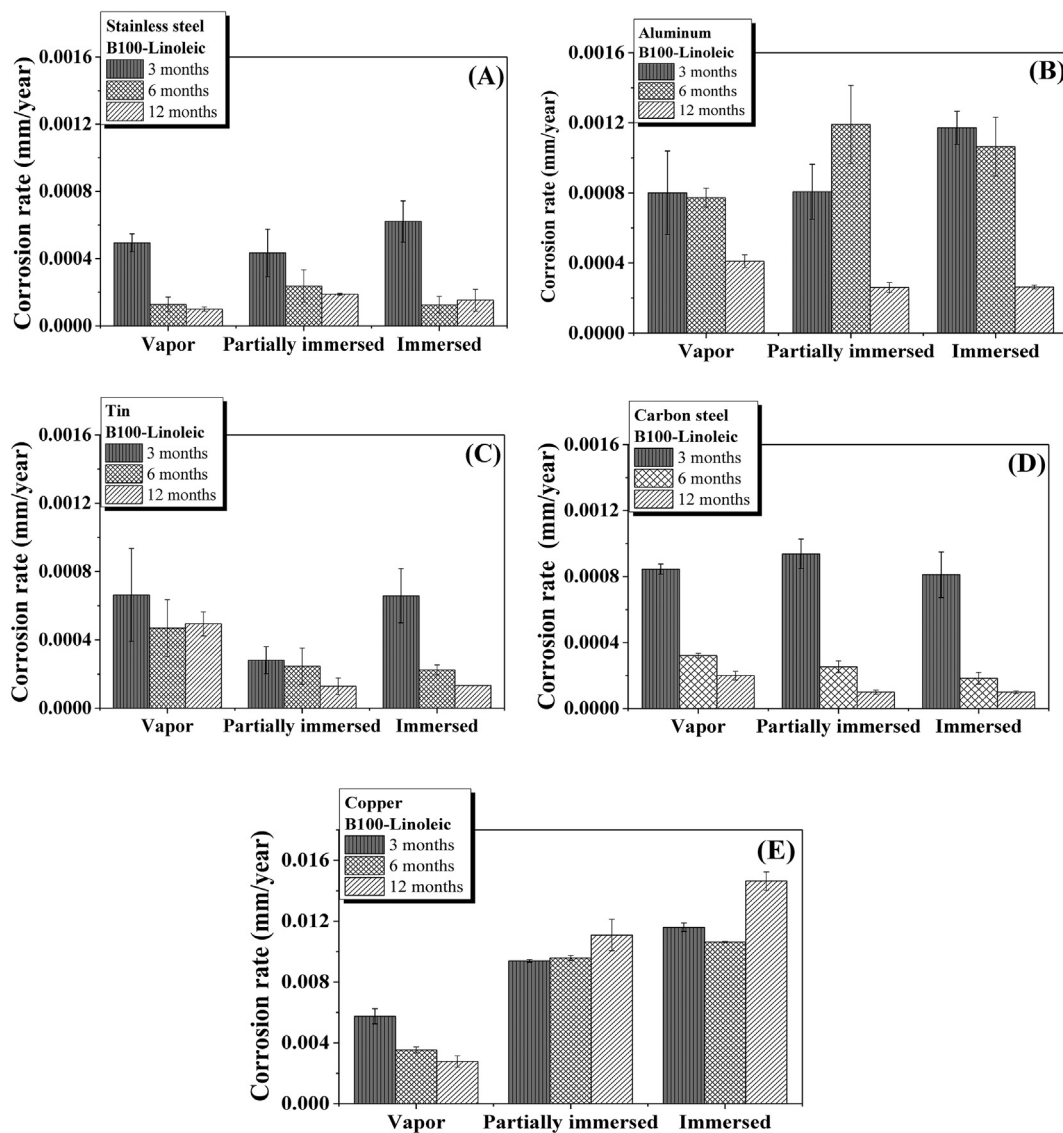 Stainless steel
B100-Linoleic
3 months
6 months
12 months
(A)
Corrosion rate (mm/year)
0.0016
0.0012
0.0008
0.0004
0.0000
Vapor Partially immersed Immersed
Aluminum
B100-Linoleic
3 months
6 months
12 months
(B)
Corrosion rate (mm/year)
0.0016
0.0012
0.0008
0.0004
0.0000
Vapor Partially immersed Immersed
Tin
B100-Linoleic
3 months
6 months
12 months
(C)
Corrosion rate (mm/year)
0.0016
0.0012
0.0008
0.0004
0.0000
Vapor Partially immersed Immersed
Carbon steel
B100-Linoleic
3 months
6 months
12 months
(D)
Corrosion rate (mm/year)
0.0016
0.0012
0.0008
0.0004
0.0000
Vapor Partially immersed Immersed
Copper
B100-Linoleic
3 months
6 months
12 months
(E)
Corrosion rate (mm/year)
0.016
0.012
0.008
0.004
0.000
Vapor Partially immersed Immersed